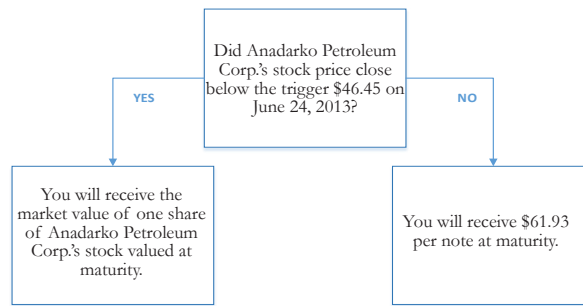 Did Anadarko Petroleum
Corp.'s stock price close
below the trigger $46.45 on
June 24, 2013?
YES
NO
You will receive the
market value of one share
of Anadarko Petroleum
Corp.'s stock valued at
maturity.
You will receive $61.93
per note at maturity.